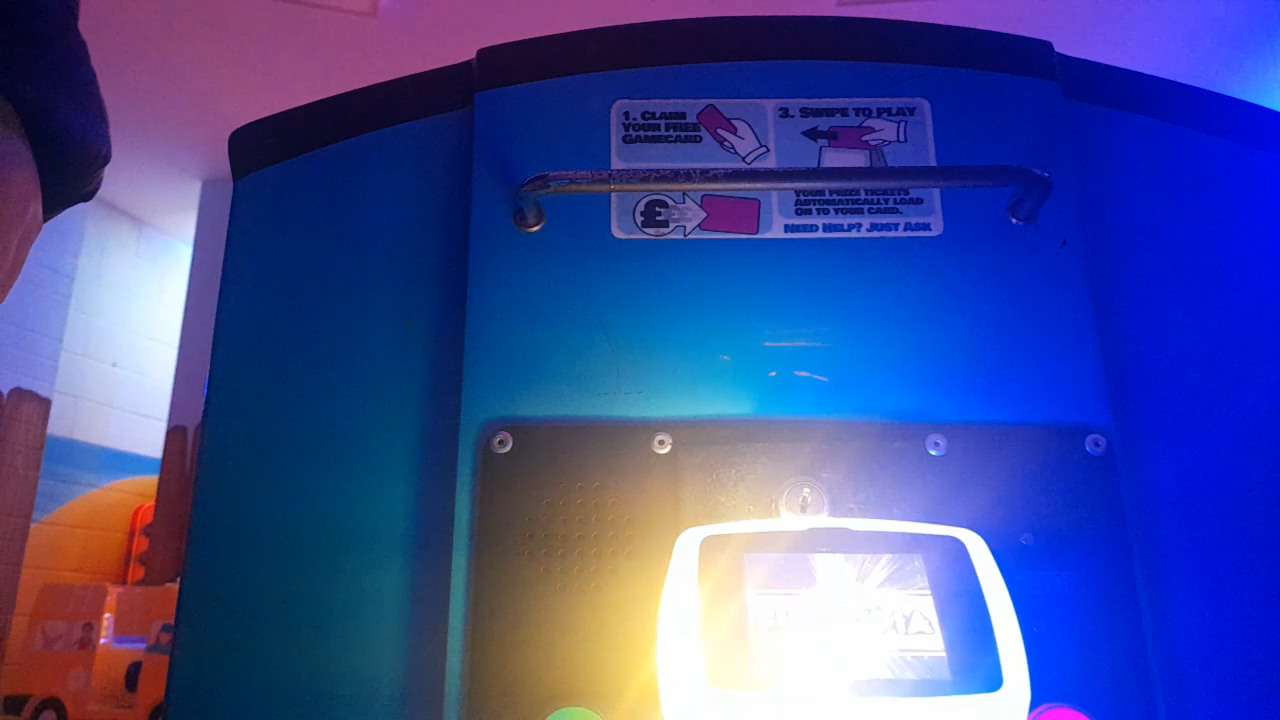 1. CLAIM
YOUR FREE
GAMECARD
3. SWIPE TO PLAY
£
YOUR PRIZE TICKETS
AUTOMATICALLY LOAD
ON TO YOUR CARD.
NEED HELP? JUST ASK